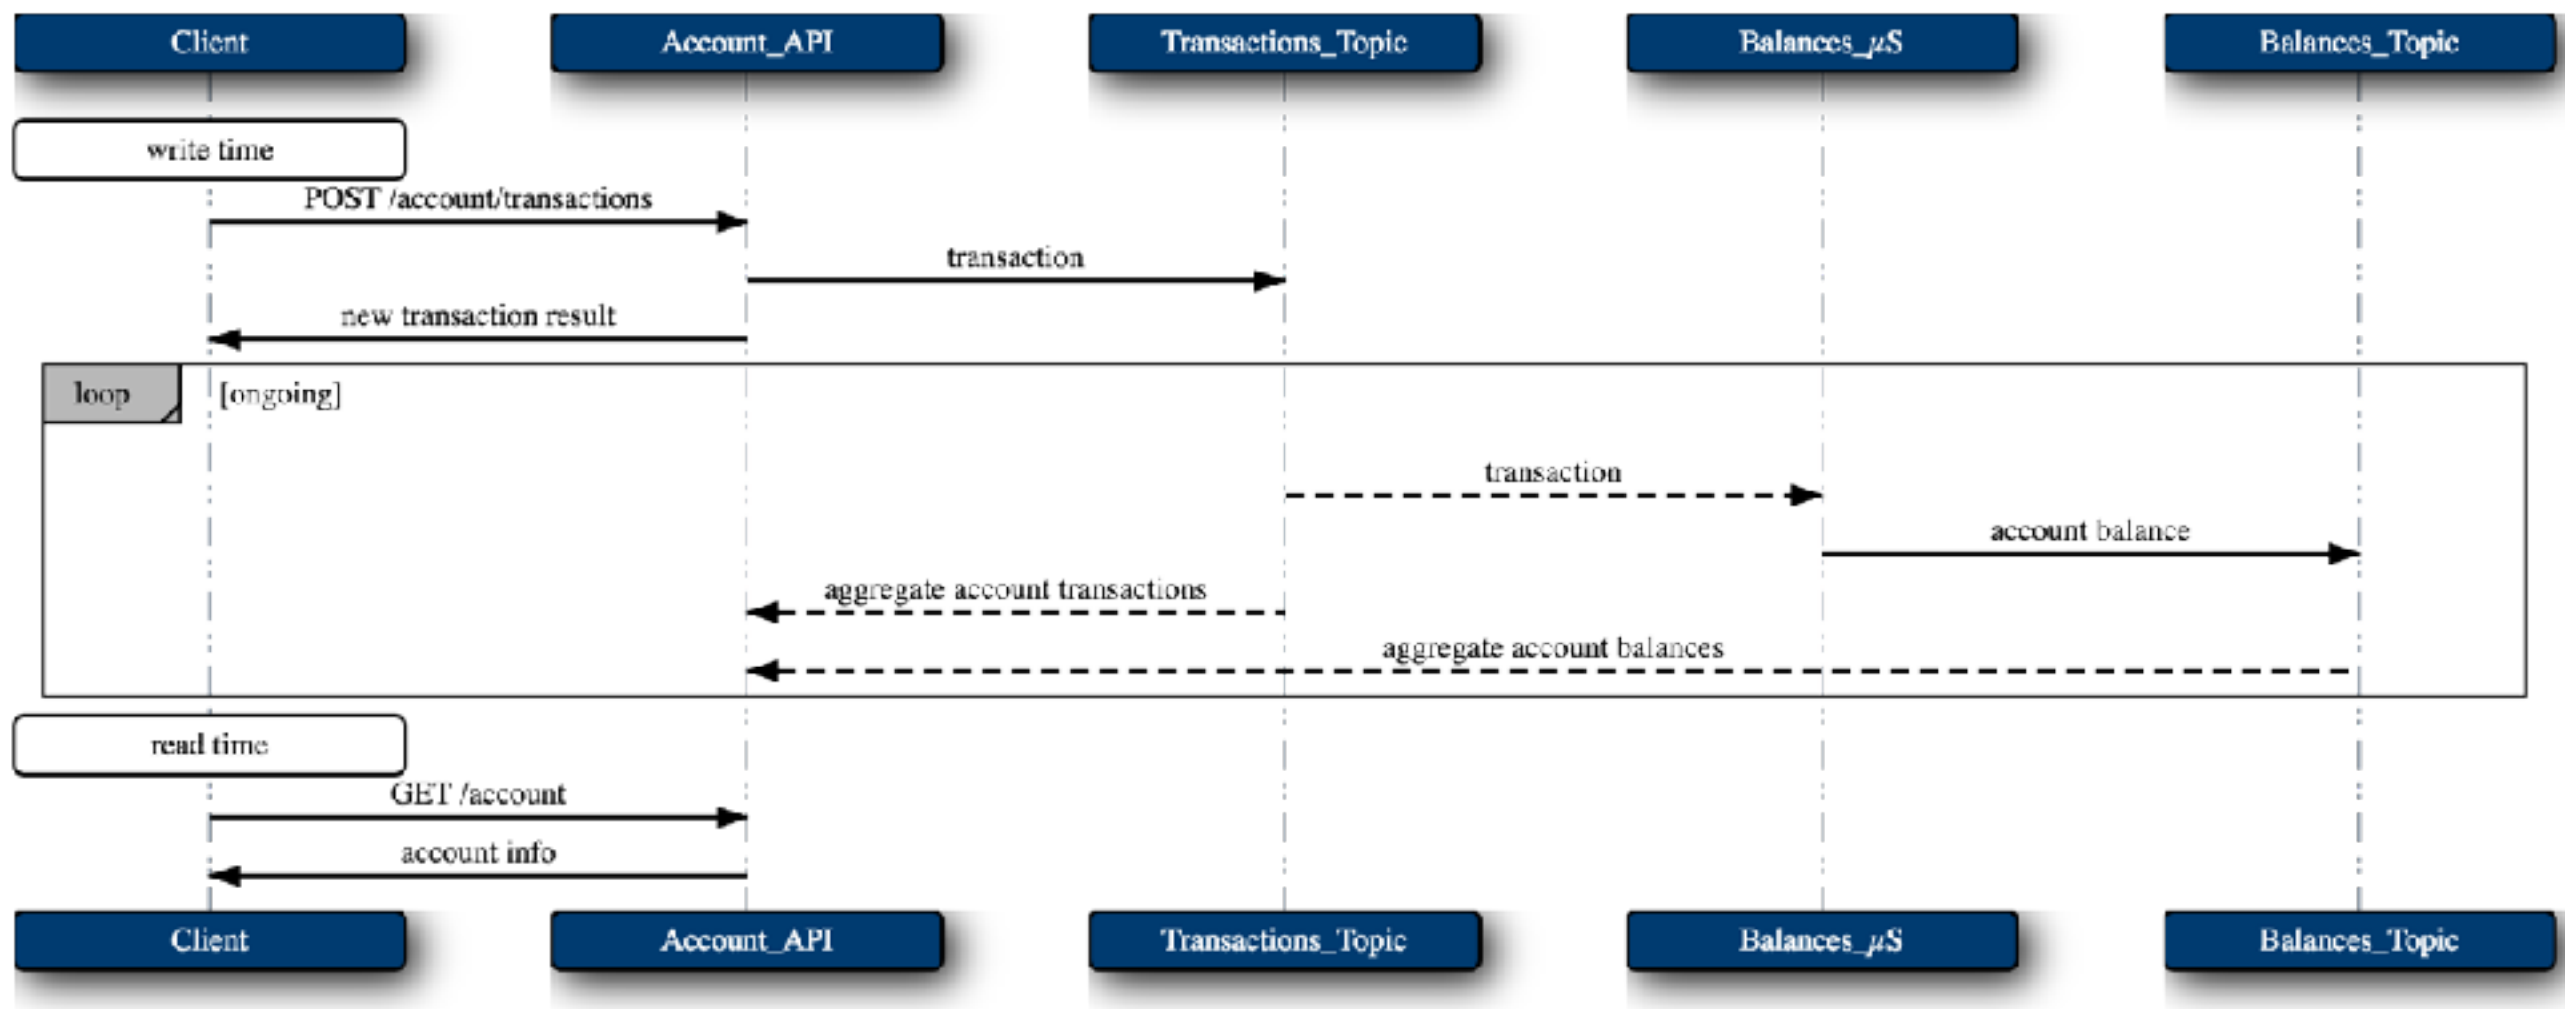 Client
Account_API
Transactions_Topic
Balances_μS
Balances_Topic
write time
POST /account/transactions
transaction
new transaction result
loop
[ongoing]
transaction
account balance
aggregate account transactions
aggregate account balances
read time
GET /account
account info
Client
Account_API
Transactions_Topic
Balances_μS
Balances_Topic